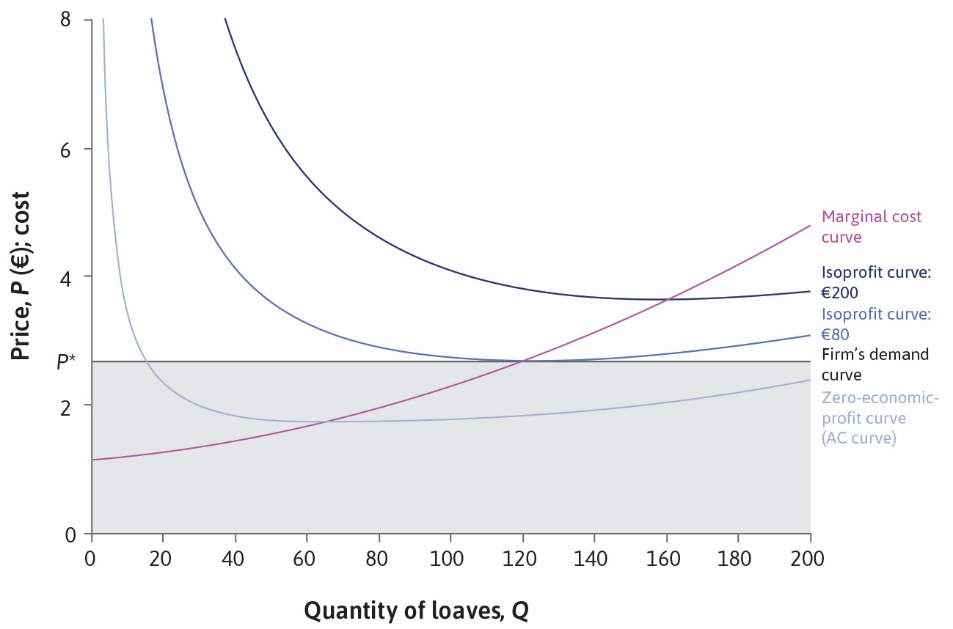 8
6
4
P*
2
0
Price, P (€); cost
0 20 40 60 80 100 120 140 160 180 200
Quantity of loaves, Q
Marginal cost
curve
Isoprofit curve:
€200
Isoprofit curve:
€80
Firm’s demand
curve
Zero-economic-
profit curve
(AC curve)